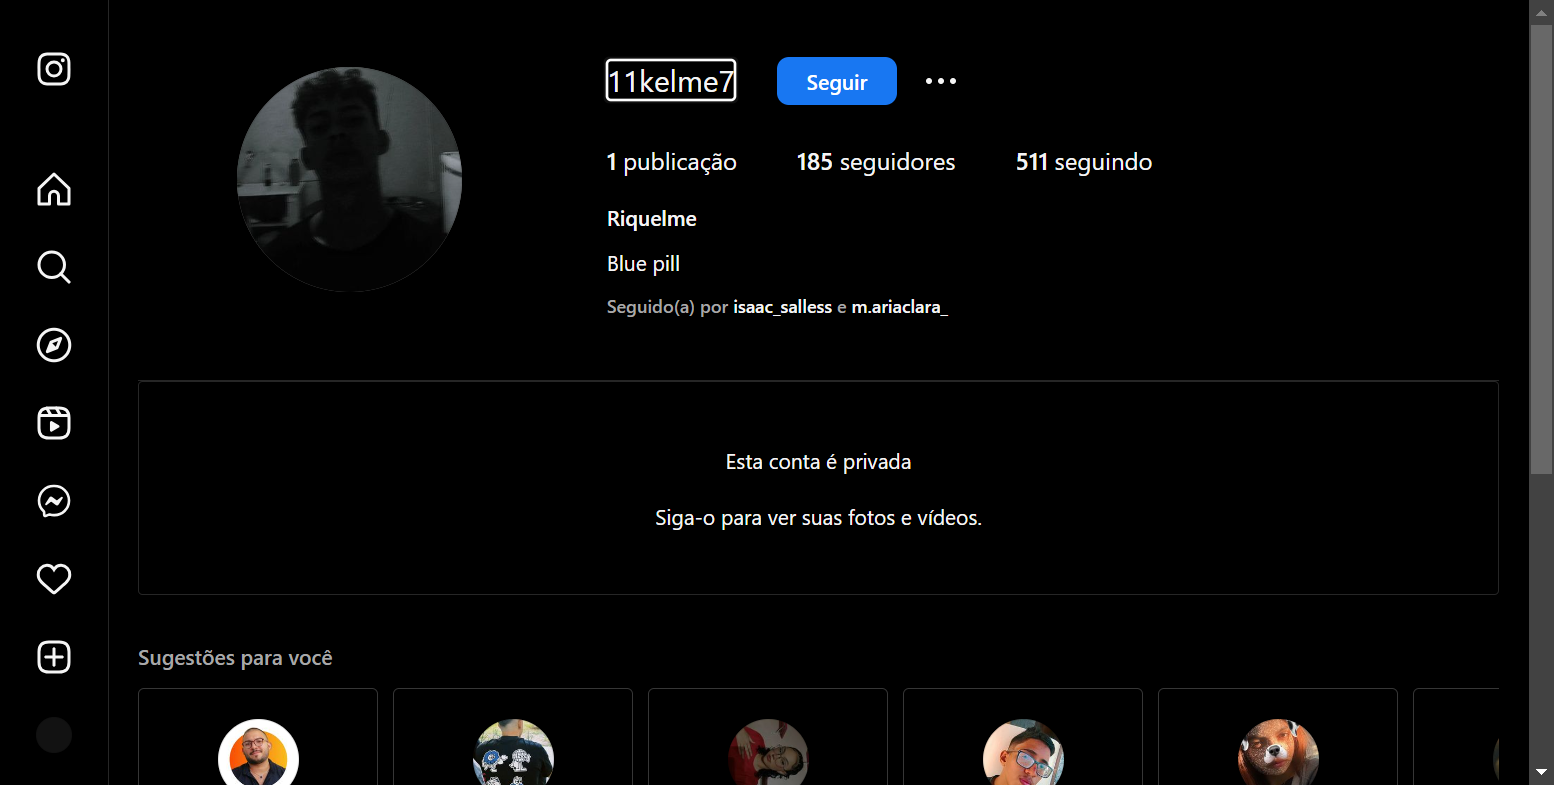 11kelme7
Seguir
1 publicação 185 seguidores 511 seguindo
Riquelme
Blue pill
Seguido(a) por isaac_salless e m.ariaclara_
Esta conta é privada
Siga-o para ver suas fotos e vídeos.
Sugestões para você